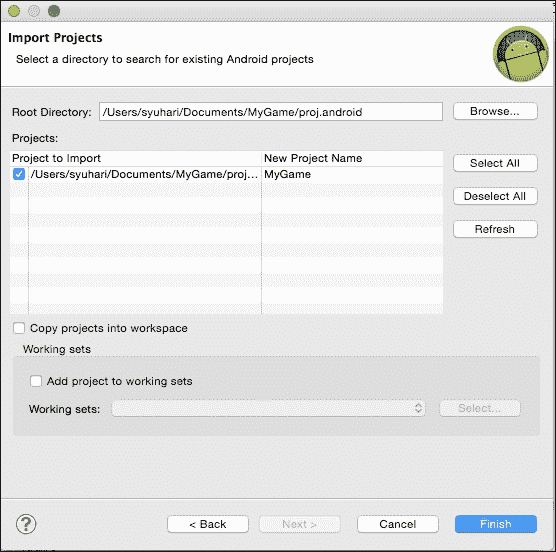 Import Projects
Select a directory to search for existing Android projects
Root Directory: /Users/syuhari/Documents/MyGame/proj.android Browse...
Projects:
Project to Import New Project Name
/Users/syuhari/Documents/MyGame/proj... MyGame
Select All
Deselect All
Refresh
Copy projects into workspace
Working sets
Add project to working sets
Working sets: Select...
? < Back Next > Cancel Finish